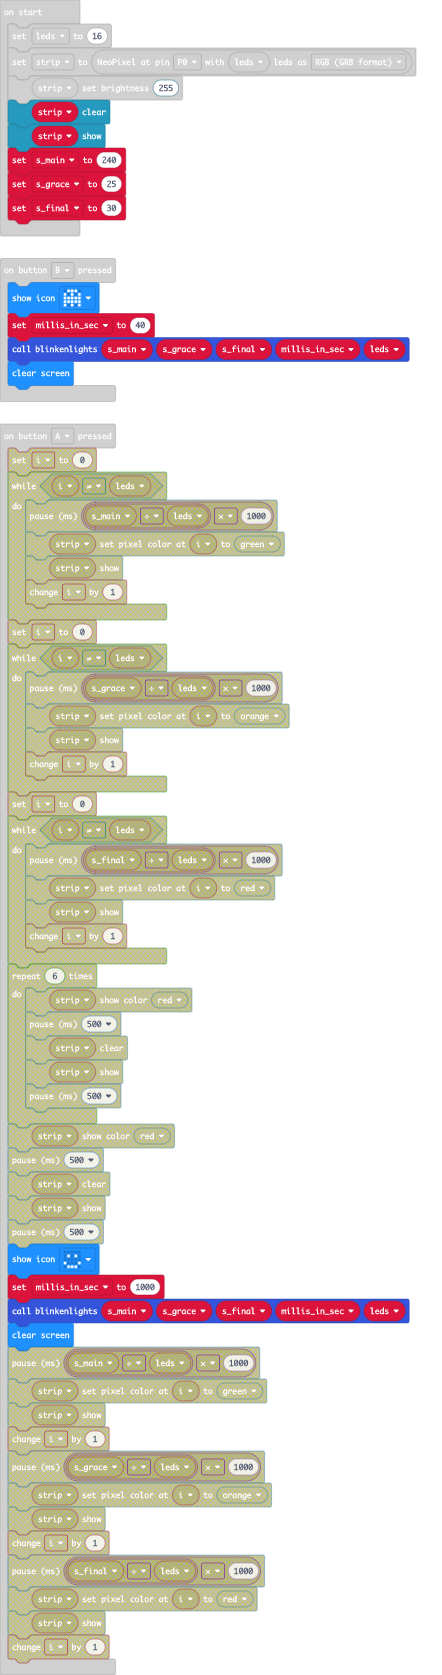 on start
set leds to 16
set strip to NeoPixel at pin P0 with leds leds as RGB (GRB format)
strip set brightness 255
strip clear
strip show
set s_main to 240
set s_grace to 25
set s_final to 30
on button B pressed
show icon
set millis_in_sec to 40
call blinkenlights s_main s_grace s_final millis_in_sec leds
clear screen
on button A pressed
set i to 0
while i ≠ leds
do
pause (ms) s_main ÷ leds × 1000
strip set pixel color at i to green
strip show
change i by 1
set i to 0
while i ≠ leds
do
pause (ms) s_grace ÷ leds × 1000
strip set pixel color at i to orange
strip show
change i by 1
set i to 0
while i ≠ leds
do
pause (ms) s_final ÷ leds × 1000
strip set pixel color at i to red
strip show
change i by 1
repeat 6 times
do
strip show color red
pause (ms) 500
strip clear
strip show
pause (ms) 500
strip show color red
pause (ms) 500
strip clear
strip show
pause (ms) 500
show icon
set millis_in_sec to 1000
call blinkenlights s_main s_grace s_final millis_in_sec leds
clear screen
pause (ms) s_main ÷ leds × 1000
strip set pixel color at i to green
strip show
change i by 1
pause (ms) s_grace ÷ leds × 1000
strip set pixel color at i to orange
strip show
change i by 1
pause (ms) s_final ÷ leds × 1000
strip set pixel color at i to red
strip show
change i by 1